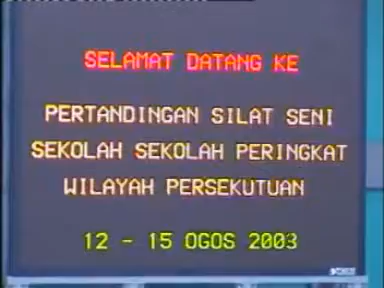 SELAMAT DATANG KE
PERTANDINGAN SILAT SENI
SEKOLAH SEKOLAH PERINGKAT
WILAYAH PERSEKUTUAN
12 - 15 OGOS 2003